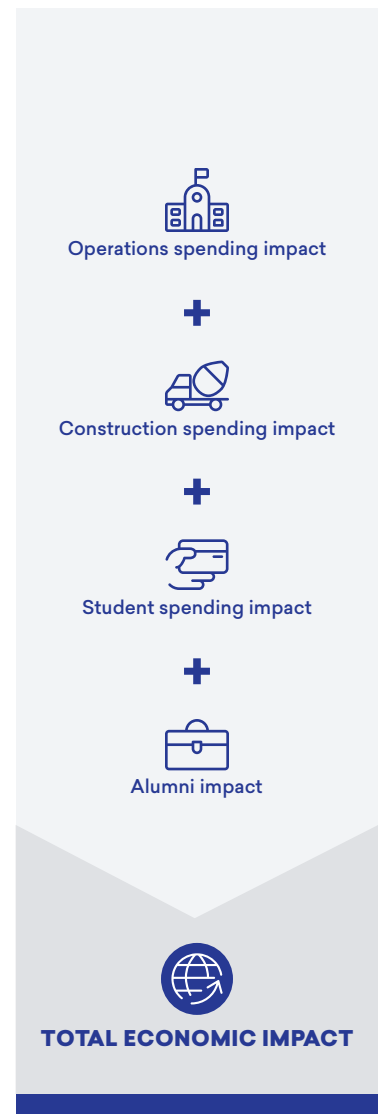 Operations spending impact
+
Construction spending impact
+
Student spending impact
+
Alumni impact
TOTAL ECONOMIC IMPACT